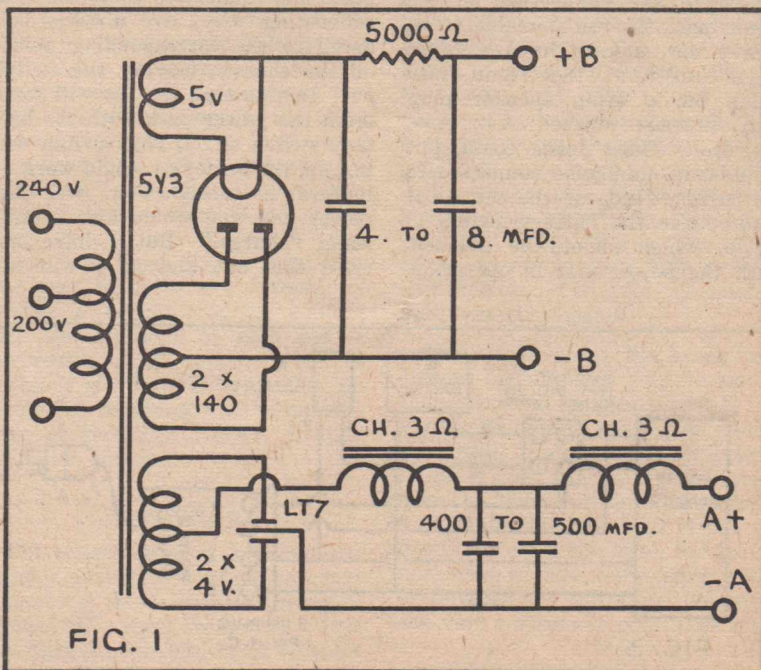 5000 Ω
+B
5V
5Y3
240 V
4. TO 8. MFD.
200V
-B
2 X
140
CH. 3 Ω
CH. 3 Ω
LT7
A+
400 TO 500 MFD.
2 X
4 V.
-A
FIG. 1